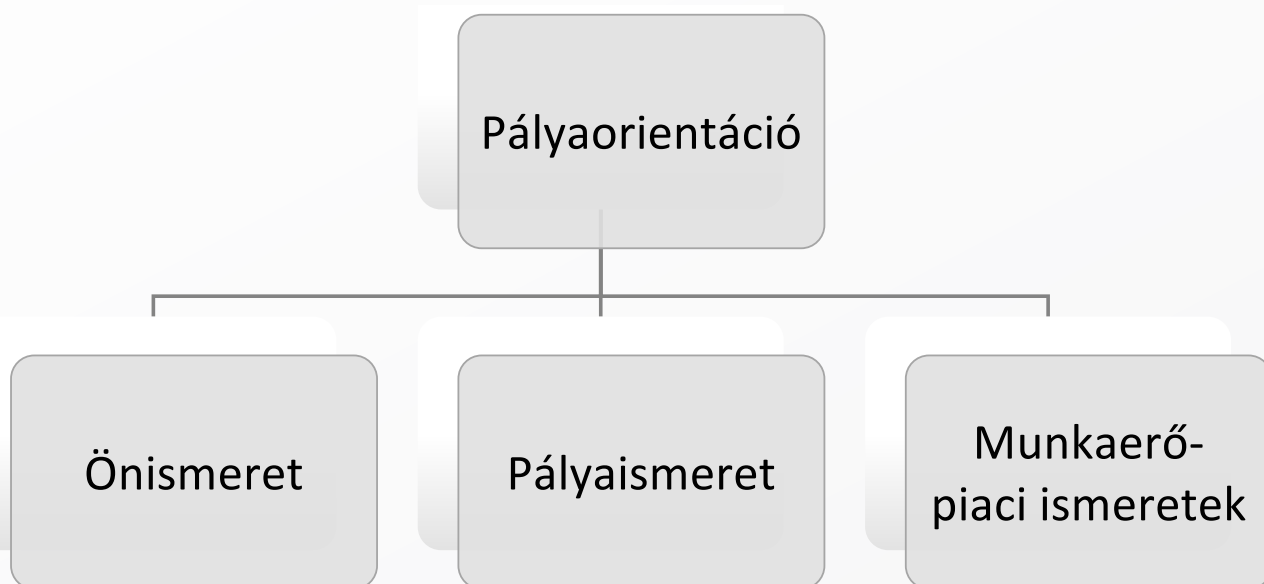 Pályaorientáció
Önismeret
Pályaismeret
Munkaerő-
piaci ismeretek